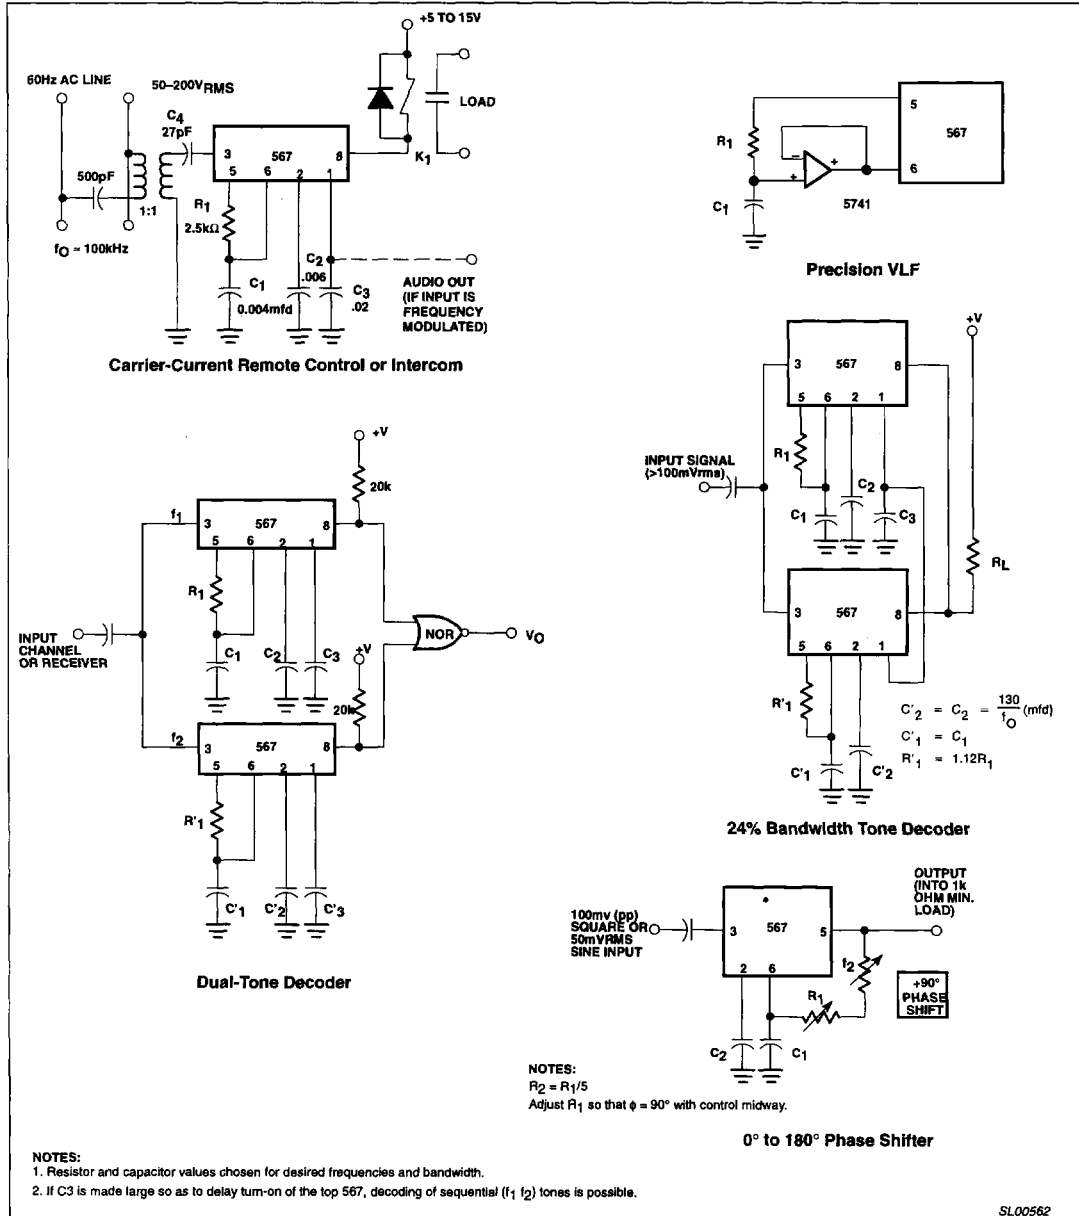 +5 TO 15V
60Hz AC LINE
50–200VRMS
C4
27pF
LOAD
3
567
8
K1
5
6
2
1
500pF
1:1
R1
2.5kΩ
fO ≈ 100kHz
C1
0.004mfd
C2
.006
C3
.02
AUDIO OUT
(IF INPUT IS
FREQUENCY
MODULATED)
Carrier-Current Remote Control or Intercom
5
567
6
R1
C1
–
+
+
5741
Precision VLF
+V
20k
f1
3
567
8
5
6
2
1
R1
C1
C2
C3
INPUT
CHANNEL
OR RECEIVER
NOR
VO
+V
20k
f2
3
567
8
5
6
2
1
R'1
C'1
C'2
C'3
Dual-Tone Decoder
+V
3
567
8
5
6
2
1
R1
INPUT SIGNAL
(>100mVrms)
C1
C2
C3
RL
3
567
8
5
6
2
1
R'1
C'1
C'2
C'2 = C2 = 130/fO (mfd)
C'1 = C1
R'1 = 1.12R1
24% Bandwidth Tone Decoder
OUTPUT
(INTO 1k
OHM MIN.
LOAD)
100mv (pp)
SQUARE OR
50mVRMS
SINE INPUT
3
567
5
2
6
f2
R1
+90°
PHASE
SHIFT
C2
C1
NOTES:
R2 = R1/5
Adjust R1 so that ϕ = 90° with control midway.
0° to 180° Phase Shifter
NOTES:
1. Resistor and capacitor values chosen for desired frequencies and bandwidth.
2. If C3 is made large so as to delay turn-on of the top 567, decoding of sequential (f1 f2) tones is possible.
SL00562